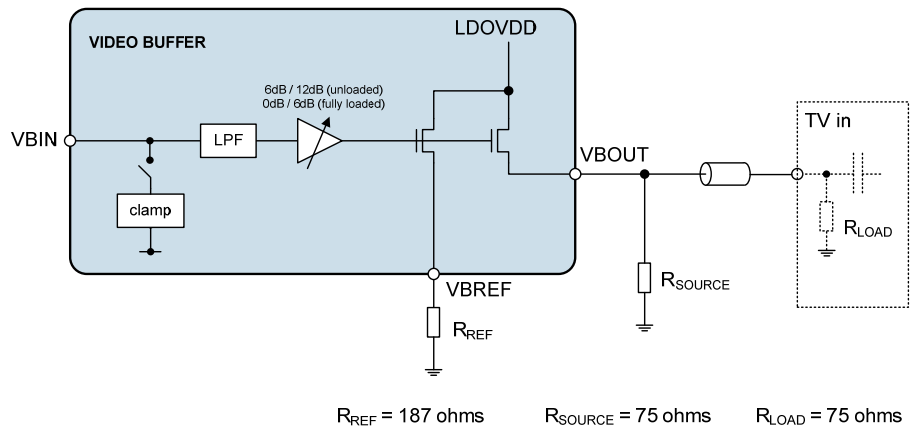 LDOVDD
VIDEO BUFFER
6dB / 12dB (unloaded)
0dB / 6dB (fully loaded)
TV in
VBIN
LPF
VBOUT
clamp
RLOAD
RSOURCE
VBREF
RREF
RREF = 187 ohms
RSOURCE = 75 ohms
RLOAD = 75 ohms